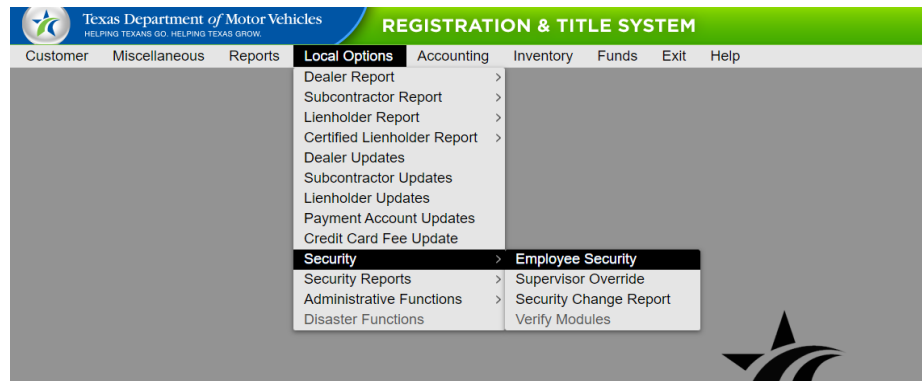 Texas Department of Motor Vehicles
HELPING TEXANS GO. HELPING TEXAS GROW.
REGISTRATION & TITLE SYSTEM
Customer Miscellaneous Reports Local Options Accounting Inventory Funds Exit Help
Dealer Report >
Subcontractor Report >
Lienholder Report >
Certified Lienholder Report >
Dealer Updates
Subcontractor Updates
Lienholder Updates
Payment Account Updates
Credit Card Fee Update
Security > Employee Security
Security Reports > Supervisor Override
Administrative Functions > Security Change Report
Disaster Functions Verify Modules